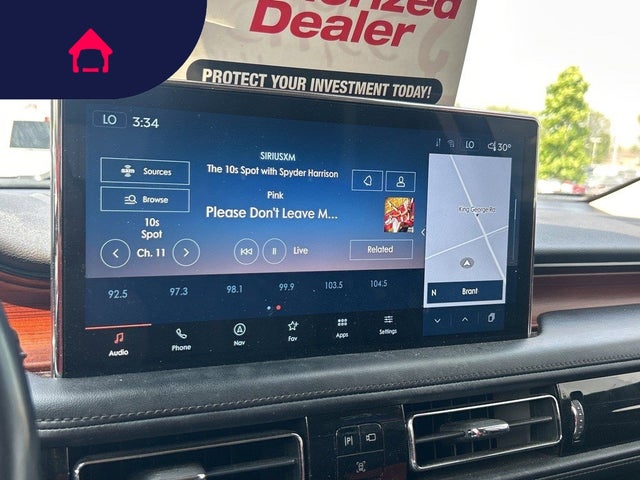 Dealer
PROTECT YOUR INVESTMENT TODAY!
LO 3:34
LO 30°
SIRIUSXM
The 10s Spot with Spyder Harrison
Pink
Please Don't Leave M...
sxm Sources
Browse
10s
Spot
Ch. 11
Live
Related
King George Rd
N Brant
92.5 97.3 98.1 99.9 103.5 104.5
Audio Phone Nav Fav Apps Settings
P